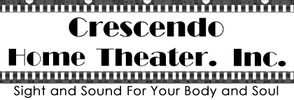 Crescendo
Home Theater. Inc.
Sight and Sound For Your Body and Soul